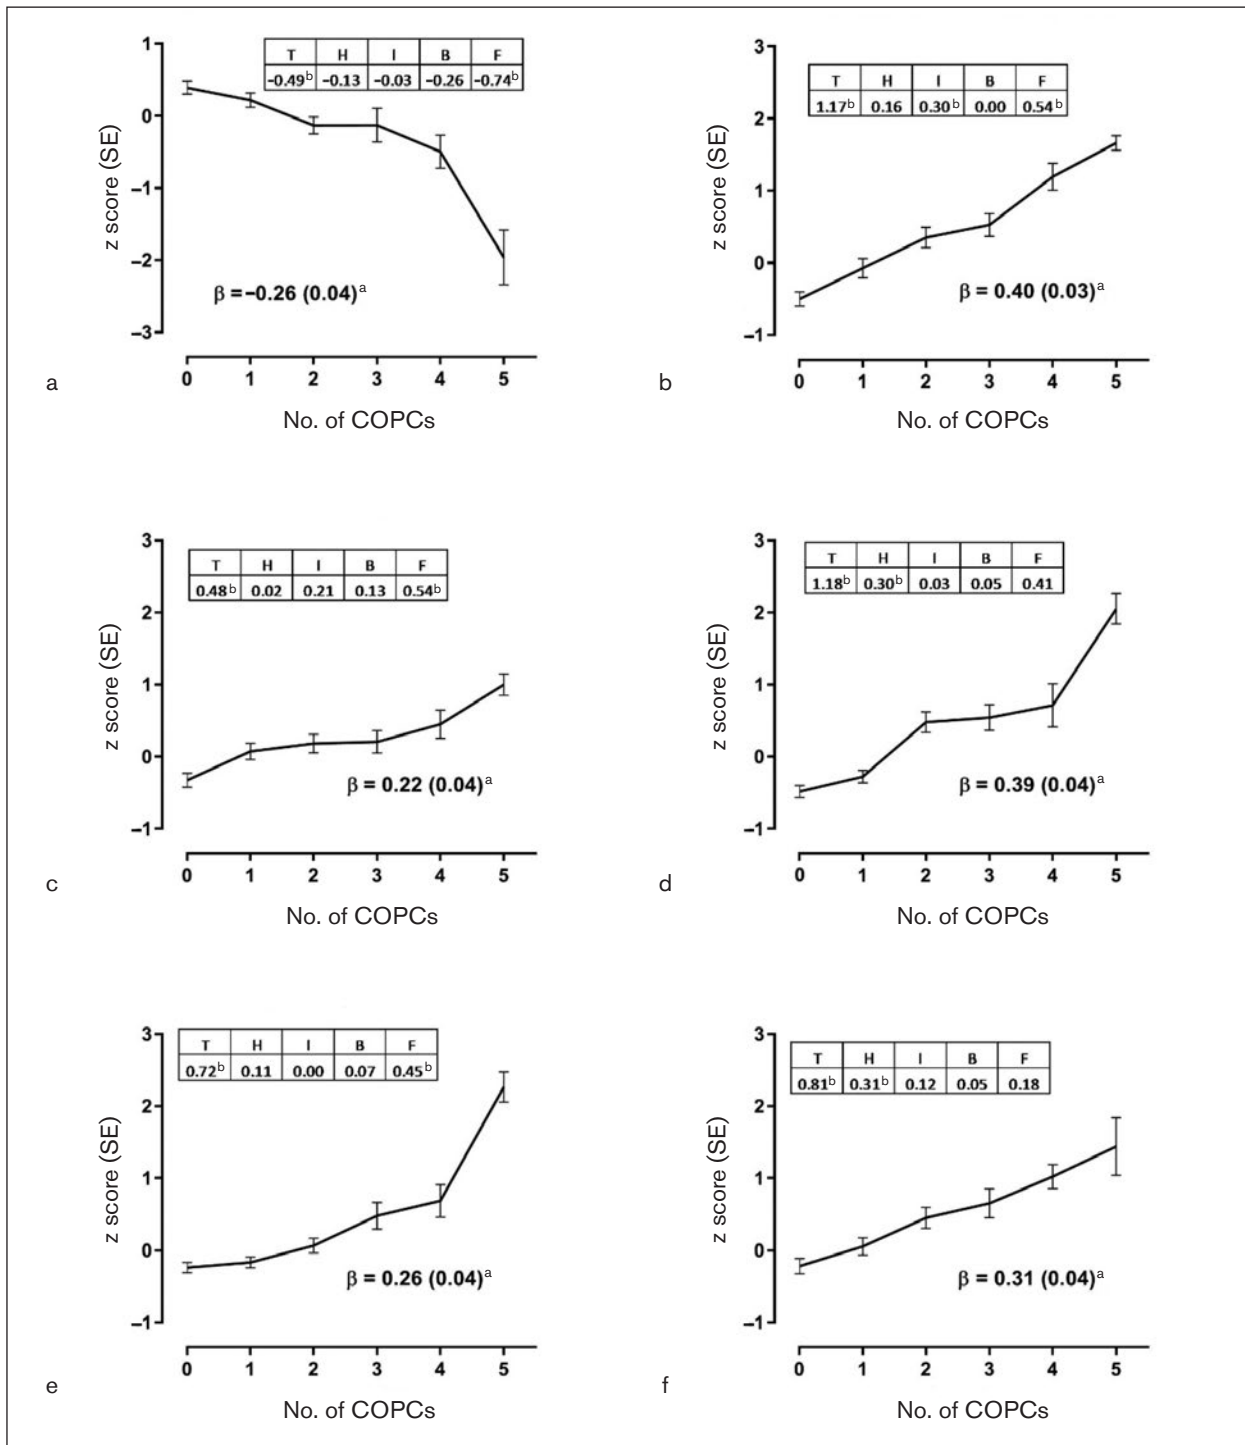 T H I B F
−0.49b −0.13 −0.03 −0.26 −0.74b
1
0
−1
−2
−3
z score (SE)
β = −0.26 (0.04)a
0 1 2 3 4 5
No. of COPCs
a
T H I B F
1.17b 0.16 0.30b 0.00 0.54b
3
2
1
0
−1
z score (SE)
β = 0.40 (0.03)a
0 1 2 3 4 5
No. of COPCs
b
T H I B F
0.48b 0.02 0.21 0.13 0.54b
3
2
1
0
−1
z score (SE)
β = 0.22 (0.04)a
0 1 2 3 4 5
No. of COPCs
c
T H I B F
1.18b 0.30b 0.03 0.05 0.41
3
2
1
0
−1
z score (SE)
β = 0.39 (0.04)a
0 1 2 3 4 5
No. of COPCs
d
T H I B F
0.72b 0.11 0.00 0.07 0.45b
3
2
1
0
−1
z score (SE)
β = 0.26 (0.04)a
0 1 2 3 4 5
No. of COPCs
e
T H I B F
0.81b 0.31b 0.12 0.05 0.18
3
2
1
0
−1
z score (SE)
β = 0.31 (0.04)a
0 1 2 3 4 5
No. of COPCs
f